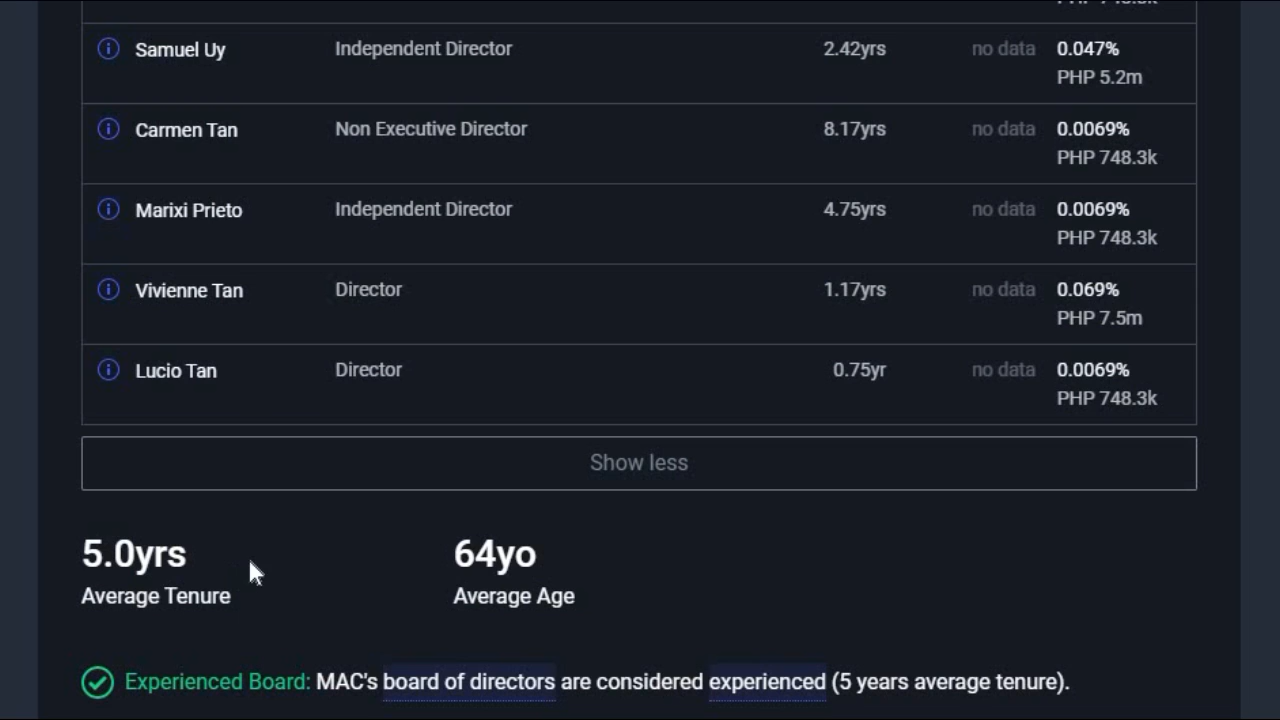 Samuel Uy Independent Director 2.42yrs no data 0.047%
PHP 5.2m
Carmen Tan Non Executive Director 8.17yrs no data 0.0069%
PHP 748.3k
Marixi Prieto Independent Director 4.75yrs no data 0.0069%
PHP 748.3k
Vivienne Tan Director 1.17yrs no data 0.069%
PHP 7.5m
Lucio Tan Director 0.75yr no data 0.0069%
PHP 748.3k
Show less
5.0yrs 64yo
Average Tenure Average Age
Experienced Board: MAC's board of directors are considered experienced (5 years average tenure).